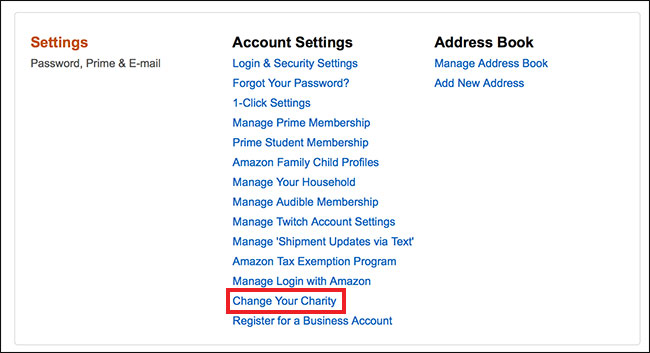 Settings
Password, Prime & E-mail
Account Settings
Login & Security Settings
Forgot Your Password?
1-Click Settings
Manage Prime Membership
Prime Student Membership
Amazon Family Child Profiles
Manage Your Household
Manage Audible Membership
Manage Twitch Account Settings
Manage 'Shipment Updates via Text'
Amazon Tax Exemption Program
Manage Login with Amazon
Change Your Charity
Register for a Business Account
Address Book
Manage Address Book
Add New Address